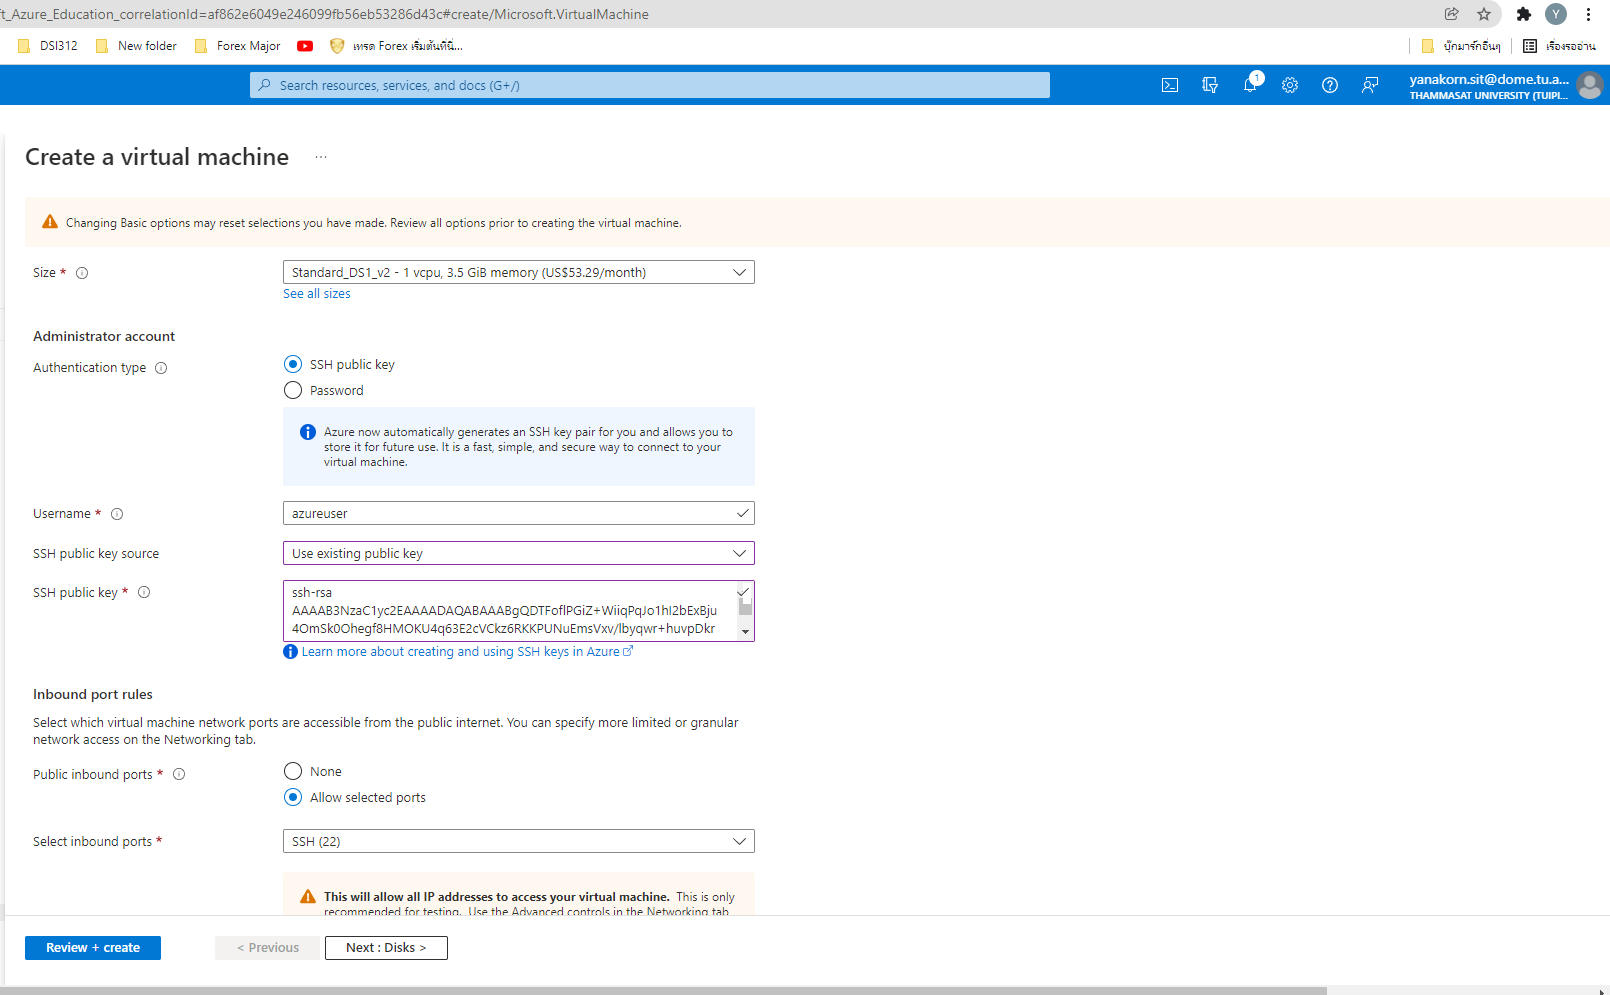 t_Azure_Education_correlationId=af862e6049e246099fb56eb53286d43c#create/Microsoft.VirtualMachine
Y
DSI312 New folder Forex Major เทรด Forex เริ่มต้นที่นี่... บุ๊กมาร์กอื่นๆ เรื่องรออ่าน
Search resources, services, and docs (G+/)
1
yanakorn.sit@dome.tu.a...
THAMMASAT UNIVERSITY (TUIPI...
Create a virtual machine ...
Changing Basic options may reset selections you have made. Review all options prior to creating the virtual machine.
Size * Standard_DS1_v2 - 1 vcpu, 3.5 GiB memory (US$53.29/month)
See all sizes
Administrator account
Authentication type
SSH public key
Password
Azure now automatically generates an SSH key pair for you and allows you to
store it for future use. It is a fast, simple, and secure way to connect to your
virtual machine.
Username * azureuser
SSH public key source Use existing public key
SSH public key * ssh-rsa
AAAAB3NzaC1yc2EAAAADAQABAAABgQDTFoflPGiZ+WiiqPqJo1hI2bExBju
4OmSk0Ohegf8HMOKU4q63E2cVCkz6RKKPUNuEmsVxv/lbyqwr+huvpDkr
Learn more about creating and using SSH keys in Azure
Inbound port rules
Select which virtual machine network ports are accessible from the public internet. You can specify more limited or granular
network access on the Networking tab.
Public inbound ports *
None
Allow selected ports
Select inbound ports * SSH (22)
This will allow all IP addresses to access your virtual machine. This is only
recommended for testing. Use the Advanced controls in the Networking tab
Review + create < Previous Next : Disks >